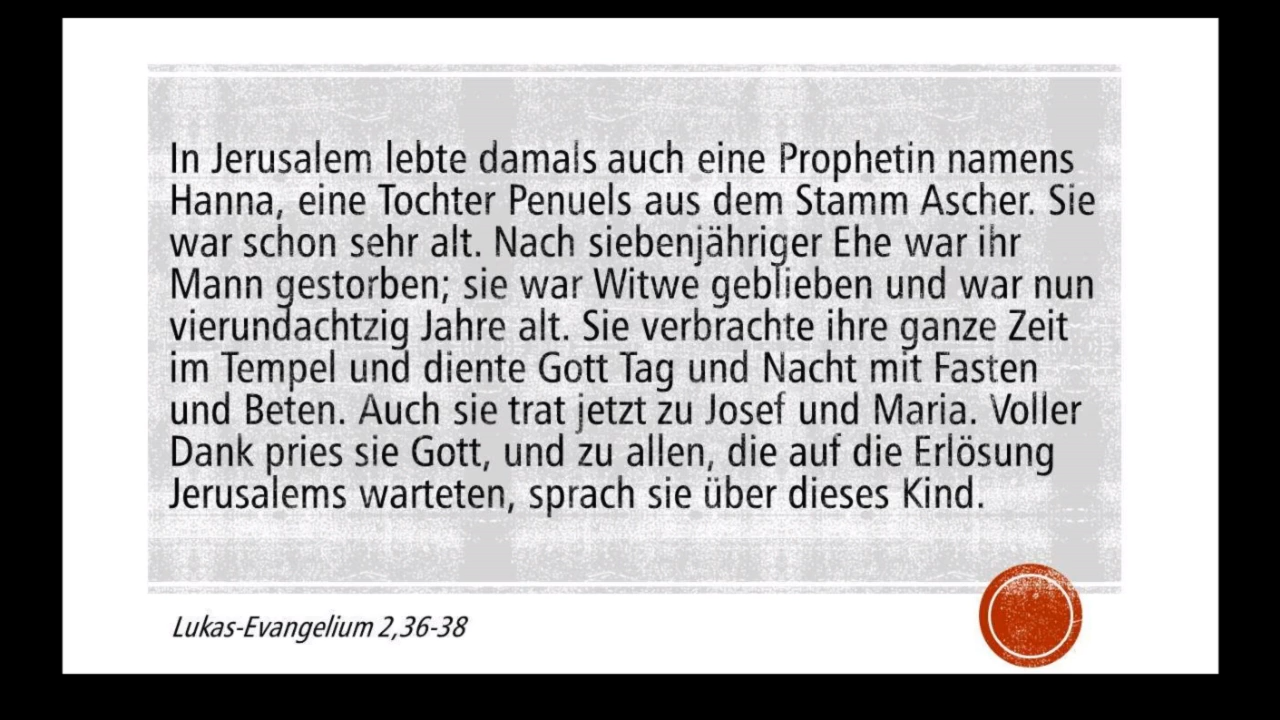 In Jerusalem lebte damals auch eine Prophetin namens
Hanna, eine Tochter Penuels aus dem Stamm Ascher. Sie
war schon sehr alt. Nach siebenjähriger Ehe war ihr
Mann gestorben; sie war Witwe geblieben und war nun
vierundachtzig Jahre alt. Sie verbrachte ihre ganze Zeit
im Tempel und diente Gott Tag und Nacht mit Fasten
und Beten. Auch sie trat jetzt zu Josef und Maria. Voller
Dank pries sie Gott, und zu allen, die auf die Erlösung
Jerusalems warteten, sprach sie über dieses Kind.
Lukas-Evangelium 2,36-38